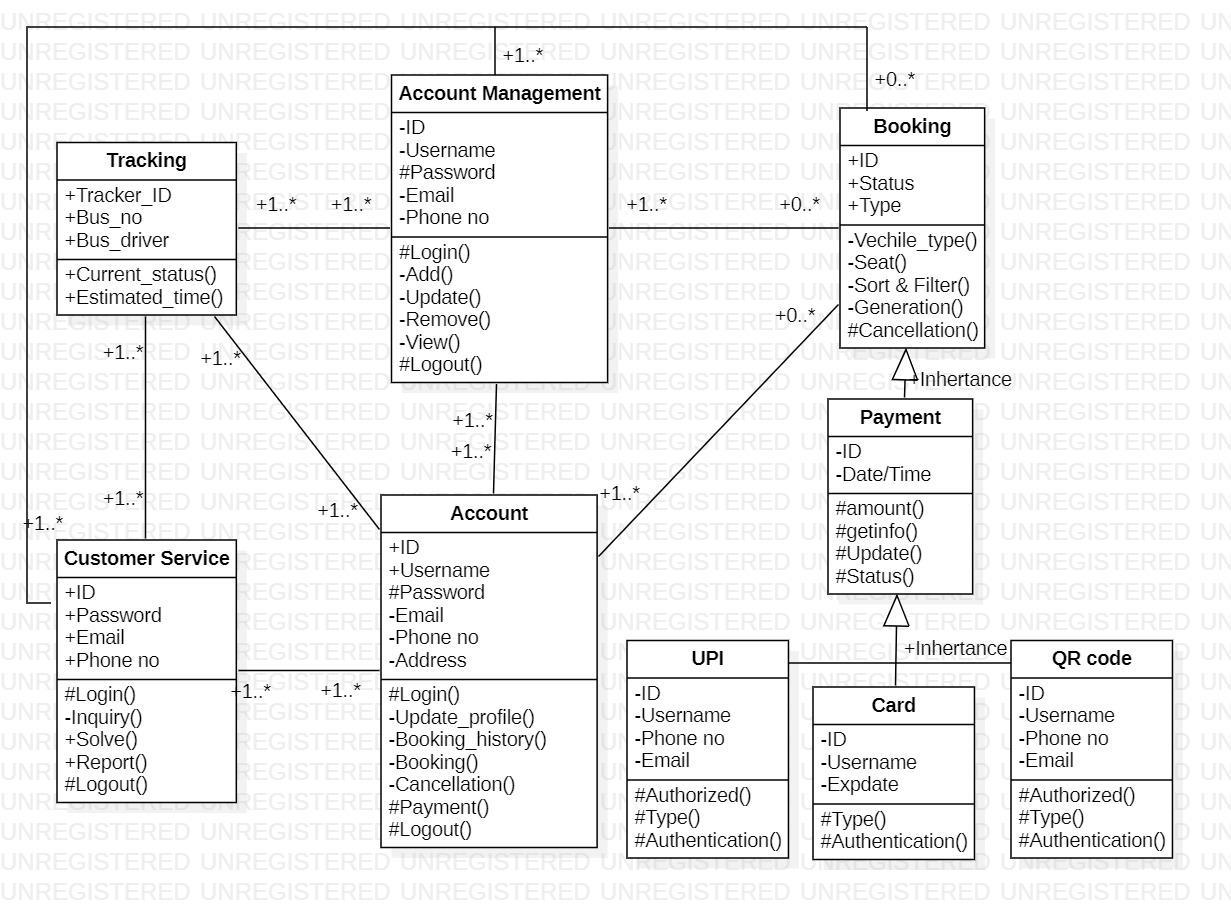 +1..*
+0..*
Account Management
-ID
-Username
#Password
-Email
-Phone no
#Login()
-Add()
-Update()
-Remove()
-View()
#Logout()
Booking
+ID
+Status
+Type
-Vechile_type()
-Seat()
-Sort & Filter()
-Generation()
#Cancellation()
Tracking
+Tracker_ID
+Bus_no
+Bus_driver
+Current_status()
+Estimated_time()
+1..*
+1..*
+1..*
+0..*
+0..*
+1..*
+1..*
+Inhertance
+1..*
+1..*
+1..*
+1..*
+1..*
+1..*
Payment
-ID
-Date/Time
#amount()
#getinfo()
#Update()
#Status()
Customer Service
+ID
+Password
+Email
+Phone no
#Login()
-Inquiry()
+Solve()
+Report()
#Logout()
+1..*
+1..*
Account
+ID
+Username
#Password
-Email
-Phone no
-Address
#Login()
-Update_profile()
-Booking_history()
-Booking()
-Cancellation()
#Payment()
#Logout()
+Inhertance
UPI
-ID
-Username
-Phone no
-Email
#Authorized()
#Type()
#Authentication()
Card
-ID
-Username
-Expdate
#Type()
#Authentication()
QR code
-ID
-Username
-Phone no
-Email
#Authorized()
#Type()
#Authentication()
UNREGISTERED